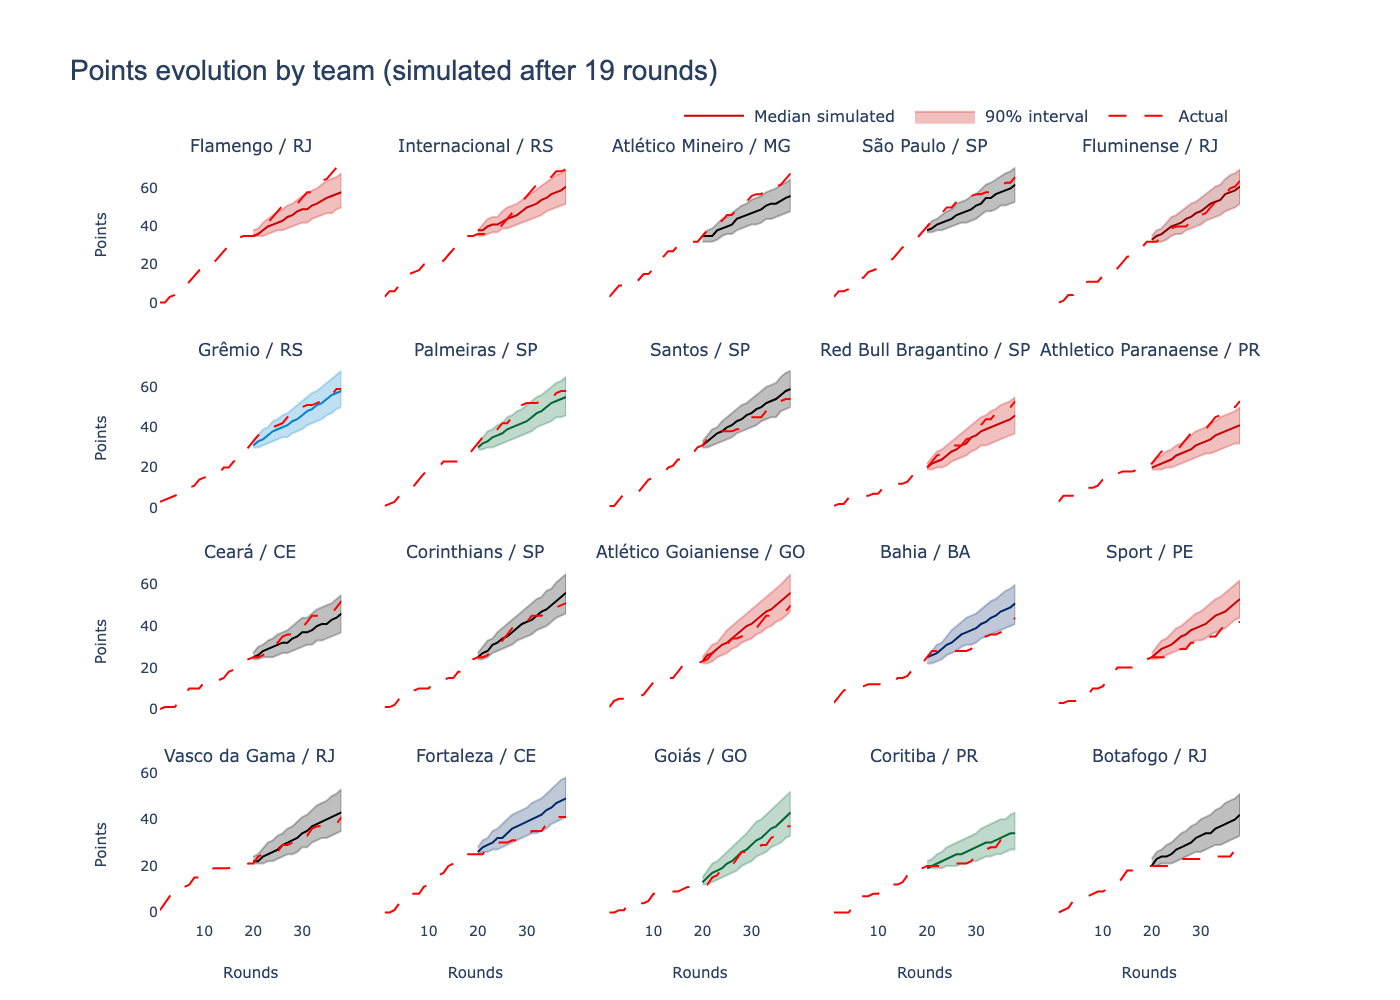 Points evolution by team (simulated after 19 rounds)
Median simulated 90% interval Actual
Flamengo / RJ Internacional / RS Atlético Mineiro / MG São Paulo / SP Fluminense / RJ
60
40
20
0
Points
Grêmio / RS Palmeiras / SP Santos / SP Red Bull Bragantino / SP Athletico Paranaense / PR
60
40
20
0
Points
Ceará / CE Corinthians / SP Atlético Goianiense / GO Bahia / BA Sport / PE
60
40
20
0
Points
Vasco da Gama / RJ Fortaleza / CE Goiás / GO Coritiba / PR Botafogo / RJ
60
40
20
0
Points
10 20 30 10 20 30 10 20 30 10 20 30 10 20 30
Rounds Rounds Rounds Rounds Rounds